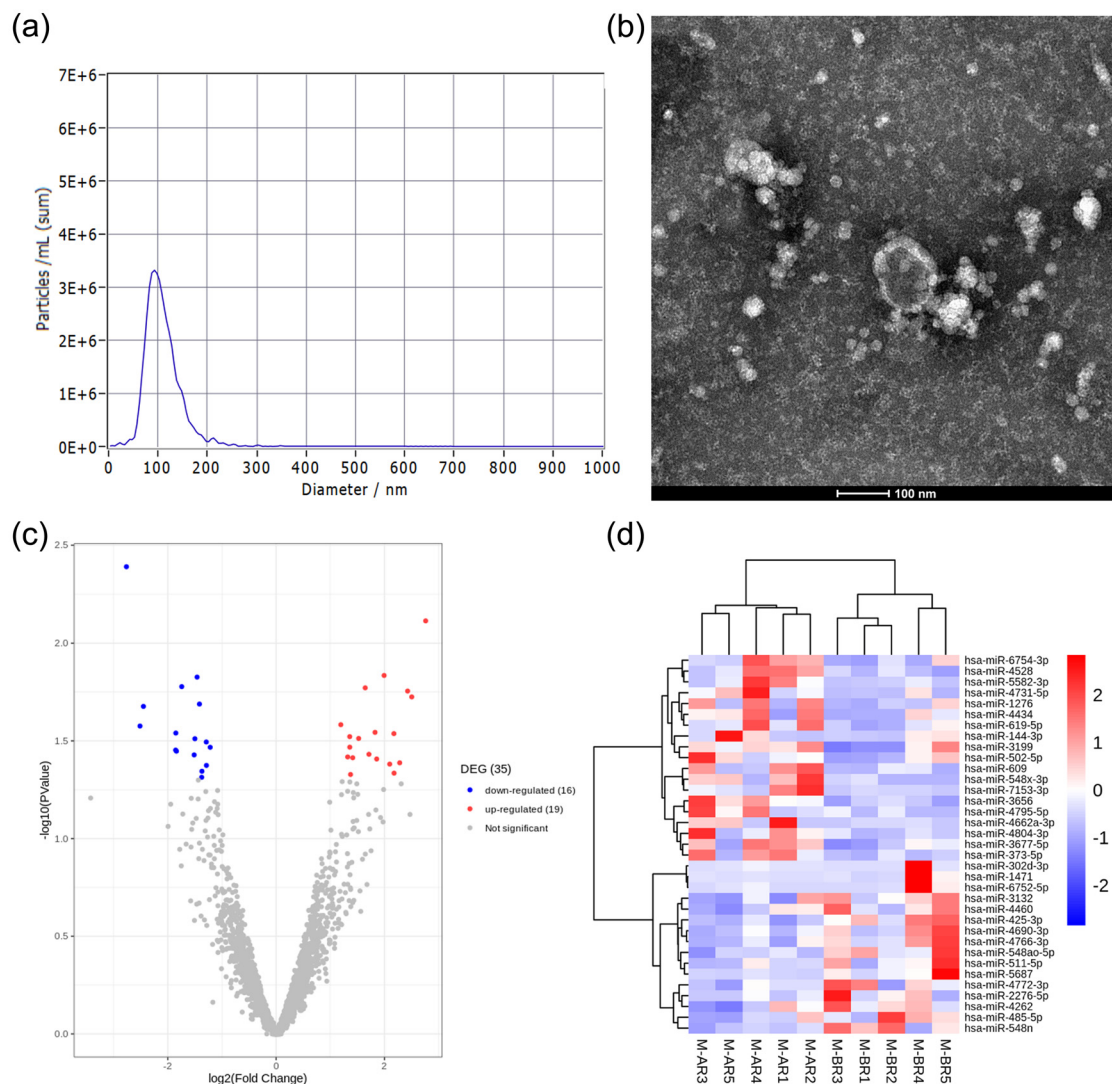 (a)
7E+6
6E+6
5E+6
4E+6
3E+6
2E+6
1E+6
0E+0
Particles /mL (sum)
0 100 200 300 400 500 600 700 800 900 1000
Diameter / nm
(b)
100 nm
(c)
2.5
2.0
1.5
1.0
0.5
0.0
-log10(PValue)
-2 0 2
log2(Fold Change)
DEG (35)
down-regulated (16)
up-regulated (19)
Not significant
(d)
hsa-miR-6754-3p
hsa-miR-4528
hsa-miR-5582-3p
hsa-miR-4731-5p
hsa-miR-1276
hsa-miR-4434
hsa-miR-619-5p
hsa-miR-144-3p
hsa-miR-3199
hsa-miR-502-5p
hsa-miR-609
hsa-miR-548x-3p
hsa-miR-7153-3p
hsa-miR-3656
hsa-miR-4795-5p
hsa-miR-4662a-3p
hsa-miR-4804-3p
hsa-miR-3677-5p
hsa-miR-373-5p
hsa-miR-302d-3p
hsa-miR-1471
hsa-miR-6752-5p
hsa-miR-3132
hsa-miR-4460
hsa-miR-425-3p
hsa-miR-4690-3p
hsa-miR-4766-3p
hsa-miR-548ao-5p
hsa-miR-511-5p
hsa-miR-5687
hsa-miR-4772-3p
hsa-miR-2276-5p
hsa-miR-4262
hsa-miR-485-5p
hsa-miR-548n
M-AR3
M-AR5
M-AR4
M-AR1
M-AR2
M-BR3
M-BR1
M-BR2
M-BR4
M-BR5
2
1
0
-1
-2